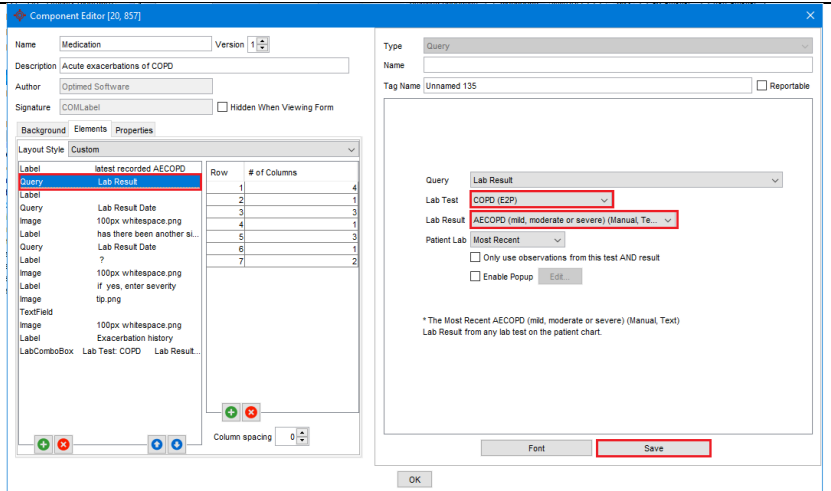 Component Editor [20, 857]
Name Medication Version 1
Description Acute exacerbations of COPD
Author Optimed Software
Signature COMLabel Hidden When Viewing Form
Background Elements Properties
Layout Style Custom
Label latest recorded AECOPD
Query Lab Result
Label
Query Lab Result Date
Image 100px whitespace.png
Label has there been another si...
Query Lab Result Date
Label ?
Image 100px whitespace.png
Label if yes, enter severity
Image tip.png
TextField
Image 100px whitespace.png
Label Exacerbation history
LabComboBox Lab Test: COPD Lab Result...
Row # of Columns
1 4
2 1
3 3
4 1
5 3
6 1
7 2
Column spacing 0
Type Query
Name
Tag Name Unnamed 135 Reportable
Query Lab Result
Lab Test COPD (E2P)
Lab Result AECOPD (mild, moderate or severe) (Manual, Te...
Patient Lab Most Recent
Only use observations from this test AND result
Enable Popup Edit...
* The Most Recent AECOPD (mild, moderate or severe) (Manual, Text)
Lab Result from any lab test on the patient chart.
Font Save
OK